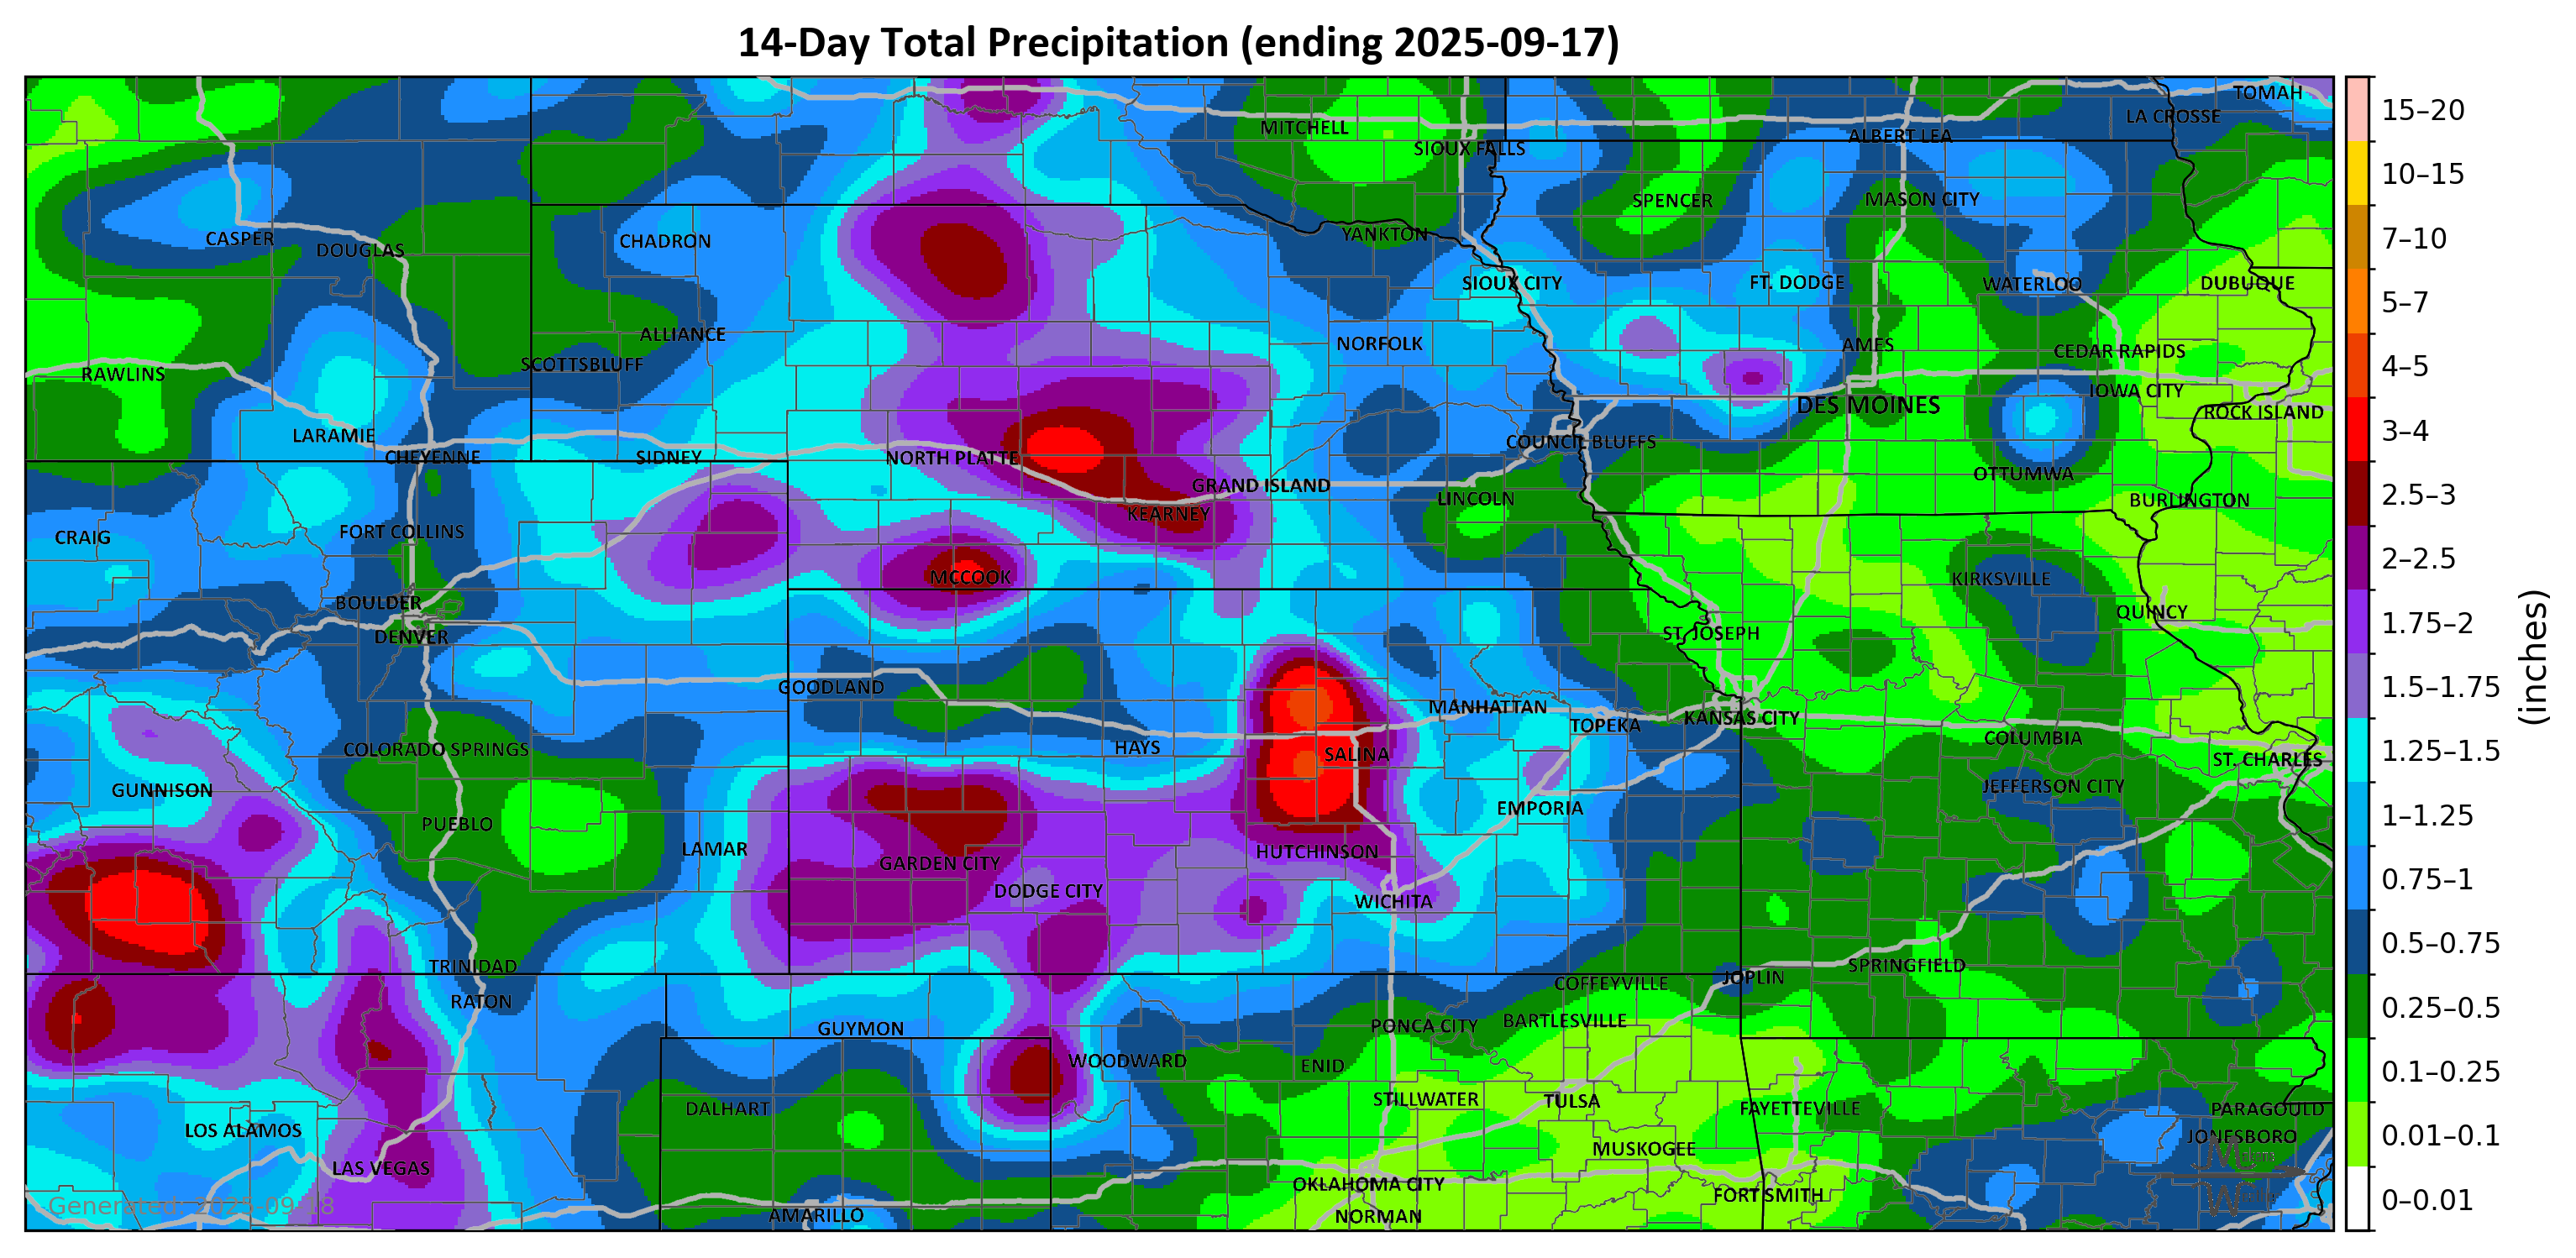 14-Day Total Precipitation (ending 2025-09-17)
TOMAH
LA CROSSE
MITCHELL
ALBERT LEA
SIOUX FALLS
SPENCER
MASON CITY
YANKTON
CASPER
CHADRON
DOUGLAS
SIOUX CITY
FT. DODGE
WATERLOO
DUBUQUE
ALLIANCE
NORFOLK
AMES
CEDAR RAPIDS
SCOTTSBLUFF
RAWLINS
IOWA CITY
DES MOINES
ROCK ISLAND
LARAMIE
COUNCIL BLUFFS
CHEYENNE
SIDNEY
NORTH PLATTE
OTTUMWA
GRAND ISLAND
LINCOLN
BURLINGTON
KEARNEY
FORT COLLINS
CRAIG
MCCOOK
KIRKSVILLE
BOULDER
QUINCY
DENVER
ST. JOSEPH
GOODLAND
MANHATTAN
KANSAS CITY
TOPEKA
COLUMBIA
COLORADO SPRINGS
HAYS
SALINA
ST. CHARLES
GUNNISON
JEFFERSON CITY
EMPORIA
PUEBLO
LAMAR
HUTCHINSON
GARDEN CITY
DODGE CITY
WICHITA
TRINIDAD
SPRINGFIELD
JOPLIN
COFFEYVILLE
RATON
BARTLESVILLE
GUYMON
PONCA CITY
WOODWARD
ENID
STILLWATER
TULSA
DALHART
FAYETTEVILLE
PARAGOULD
LOS ALAMOS
JONESBORO
MUSKOGEE
LAS VEGAS
OKLAHOMA CITY
FORT SMITH
Generated: 2025-09-18
AMARILLO
NORMAN
15–20
10–15
7–10
5–7
4–5
3–4
2.5–3
2–2.5
1.75–2
1.5–1.75
1.25–1.5
1–1.25
0.75–1
0.5–0.75
0.25–0.5
0.1–0.25
0.01–0.1
0–0.01
(inches)